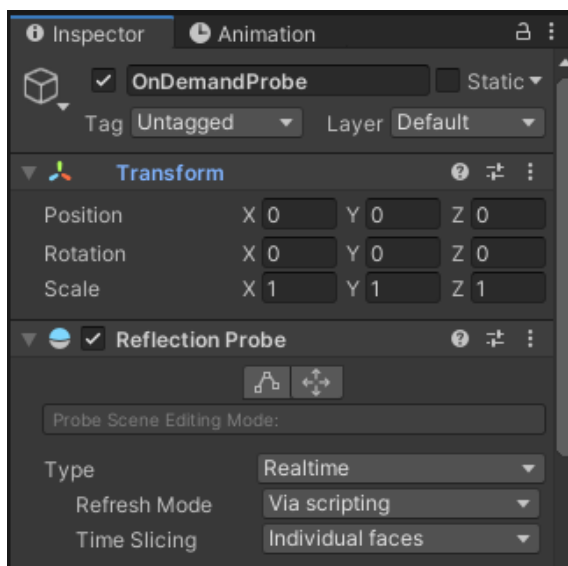 Inspector Animation
OnDemandProbe Static
Tag Untagged Layer Default
Transform
Position X 0 Y 0 Z 0
Rotation X 0 Y 0 Z 0
Scale X 1 Y 1 Z 1
Reflection Probe
Probe Scene Editing Mode:
Type Realtime
Refresh Mode Via scripting
Time Slicing Individual faces